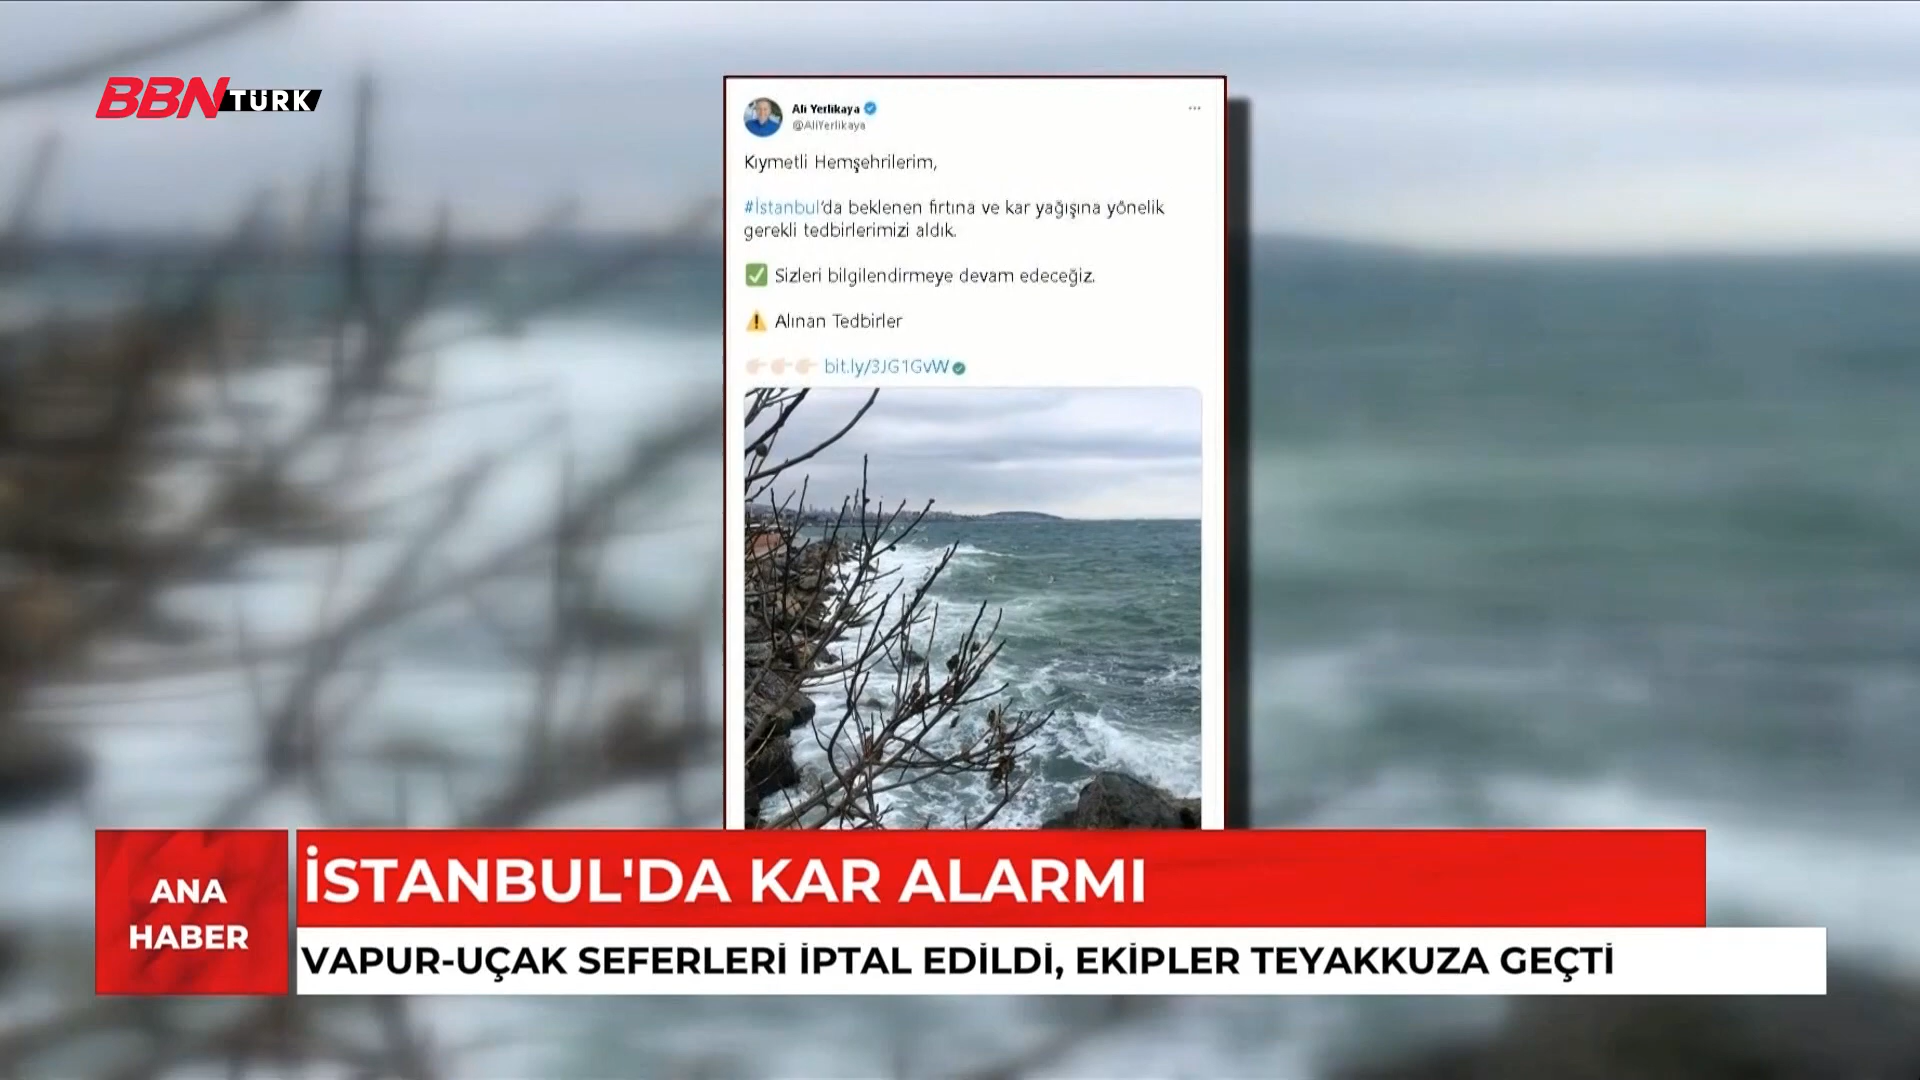 BBN TÜRK
Ali Yerlikaya
@AliYerlikaya
Kıymetli Hemşehrilerim,
#İstanbul'da beklenen fırtına ve kar yağışına yönelik
gerekli tedbirlerimizi aldık.
Sizleri bilgilendirmeye devam edeceğiz.
Alınan Tedbirler
bit.ly/3JG1GvW
ANA
HABER
İSTANBUL'DA KAR ALARMI
VAPUR-UÇAK SEFERLERİ İPTAL EDİLDİ, EKİPLER TEYAKKUZA GEÇTİ